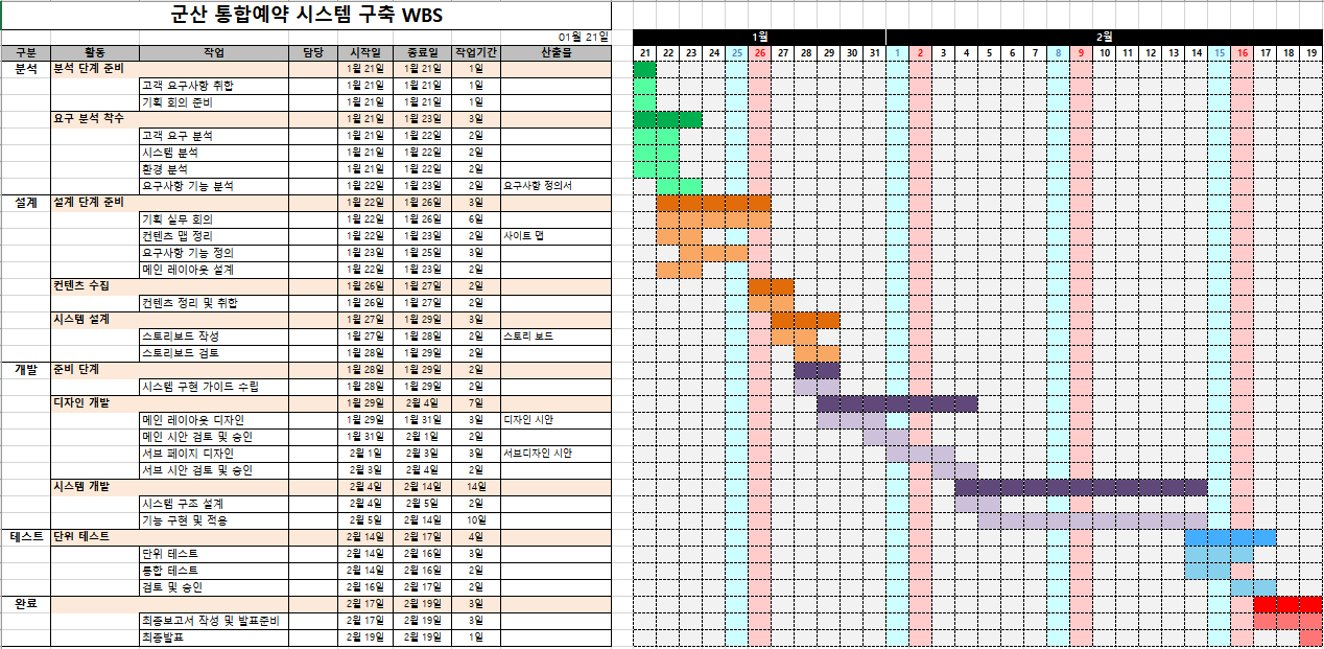 군산 통합예약 시스템 구축 WBS
01월 21일 1월 2월
구분 활동 작업 담당 시작일 종료일 작업기간 산출물 21 22 23 24 25 26 27 28 29 30 31 1 2 3 4 5 6 7 8 9 10 11 12 13 14 15 16 17 18 19
분석 분석 단계 준비 1월 21일 1월 21일 1일
고객 요구사항 취합 1월 21일 1월 21일 1일
기획 회의 준비 1월 21일 1월 21일 1일
요구 분석 착수 1월 21일 1월 23일 3일
고객 요구 분석 1월 21일 1월 22일 2일
시스템 분석 1월 21일 1월 22일 2일
환경 분석 1월 21일 1월 22일 2일
요구사항 기능 분석 1월 22일 1월 23일 2일 요구사항 정의서
설계 설계 단계 준비 1월 22일 1월 26일 3일
기획 실무 회의 1월 22일 1월 26일 6일
컨텐츠 맵 정리 1월 22일 1월 23일 2일 사이트 맵
요구사항 기능 정의 1월 23일 1월 25일 3일
메인 레이아웃 설계 1월 22일 1월 23일 2일
컨텐츠 수집 1월 26일 1월 27일 2일
컨텐츠 정리 및 취합 1월 26일 1월 27일 2일
시스템 설계 1월 27일 1월 29일 3일
스토리보드 작성 1월 27일 1월 28일 2일 스토리 보드
스토리보드 검토 1월 28일 1월 29일 2일
개발 준비 단계 1월 28일 1월 29일 2일
시스템 구현 가이드 수립 1월 28일 1월 29일 2일
디자인 개발 1월 29일 2월 4일 7일
메인 레이아웃 디자인 1월 29일 1월 31일 3일 디자인 시안
메인 시안 검토 및 승인 1월 31일 2월 1일 2일
서브 페이지 디자인 2월 1일 2월 3일 3일 서브디자인 시안
서브 시안 검토 및 승인 2월 3일 2월 4일 2일
시스템 개발 2월 4일 2월 14일 14일
시스템 구조 설계 2월 4일 2월 5일 2일
기능 구현 및 적용 2월 5일 2월 14일 10일
테스트 단위 테스트 2월 14일 2월 17일 4일
단위 테스트 2월 14일 2월 16일 3일
통합 테스트 2월 14일 2월 16일 2일
검토 및 승인 2월 16일 2월 17일 2일
완료 2월 17일 2월 19일 3일
최종보고서 작성 및 발표준비 2월 17일 2월 19일 3일
최종발표 2월 19일 2월 19일 1일